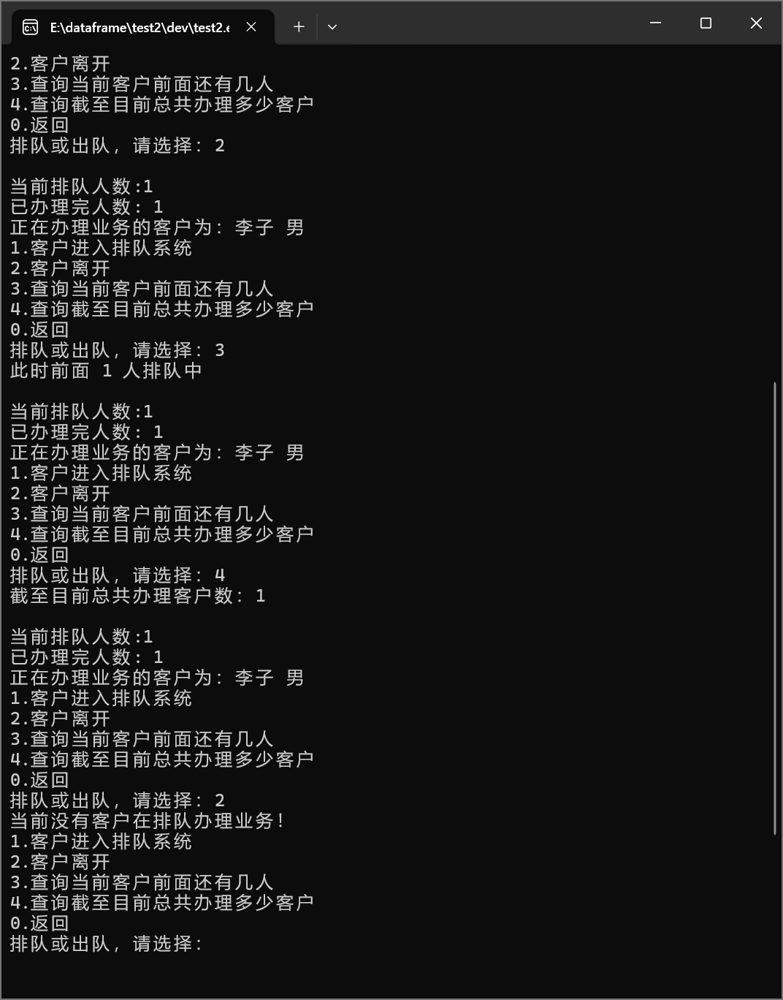 E:\dataframe\test2\dev\test2.e
2.客户离开
3.查询当前客户前面还有几人
4.查询截至目前总共办理多少客户
0.返回
排队或出队，请选择：2
当前排队人数:1
已办理完人数：1
正在办理业务的客户为：李子 男
1.客户进入排队系统
2.客户离开
3.查询当前客户前面还有几人
4.查询截至目前总共办理多少客户
0.返回
排队或出队，请选择：3
此时前面 1 人排队中
当前排队人数:1
已办理完人数：1
正在办理业务的客户为：李子 男
1.客户进入排队系统
2.客户离开
3.查询当前客户前面还有几人
4.查询截至目前总共办理多少客户
0.返回
排队或出队，请选择：4
截至目前总共办理客户数：1
当前排队人数:1
已办理完人数：1
正在办理业务的客户为：李子 男
1.客户进入排队系统
2.客户离开
3.查询当前客户前面还有几人
4.查询截至目前总共办理多少客户
0.返回
排队或出队，请选择：2
当前没有客户在排队办理业务！
1.客户进入排队系统
2.客户离开
3.查询当前客户前面还有几人
4.查询截至目前总共办理多少客户
0.返回
排队或出队，请选择：